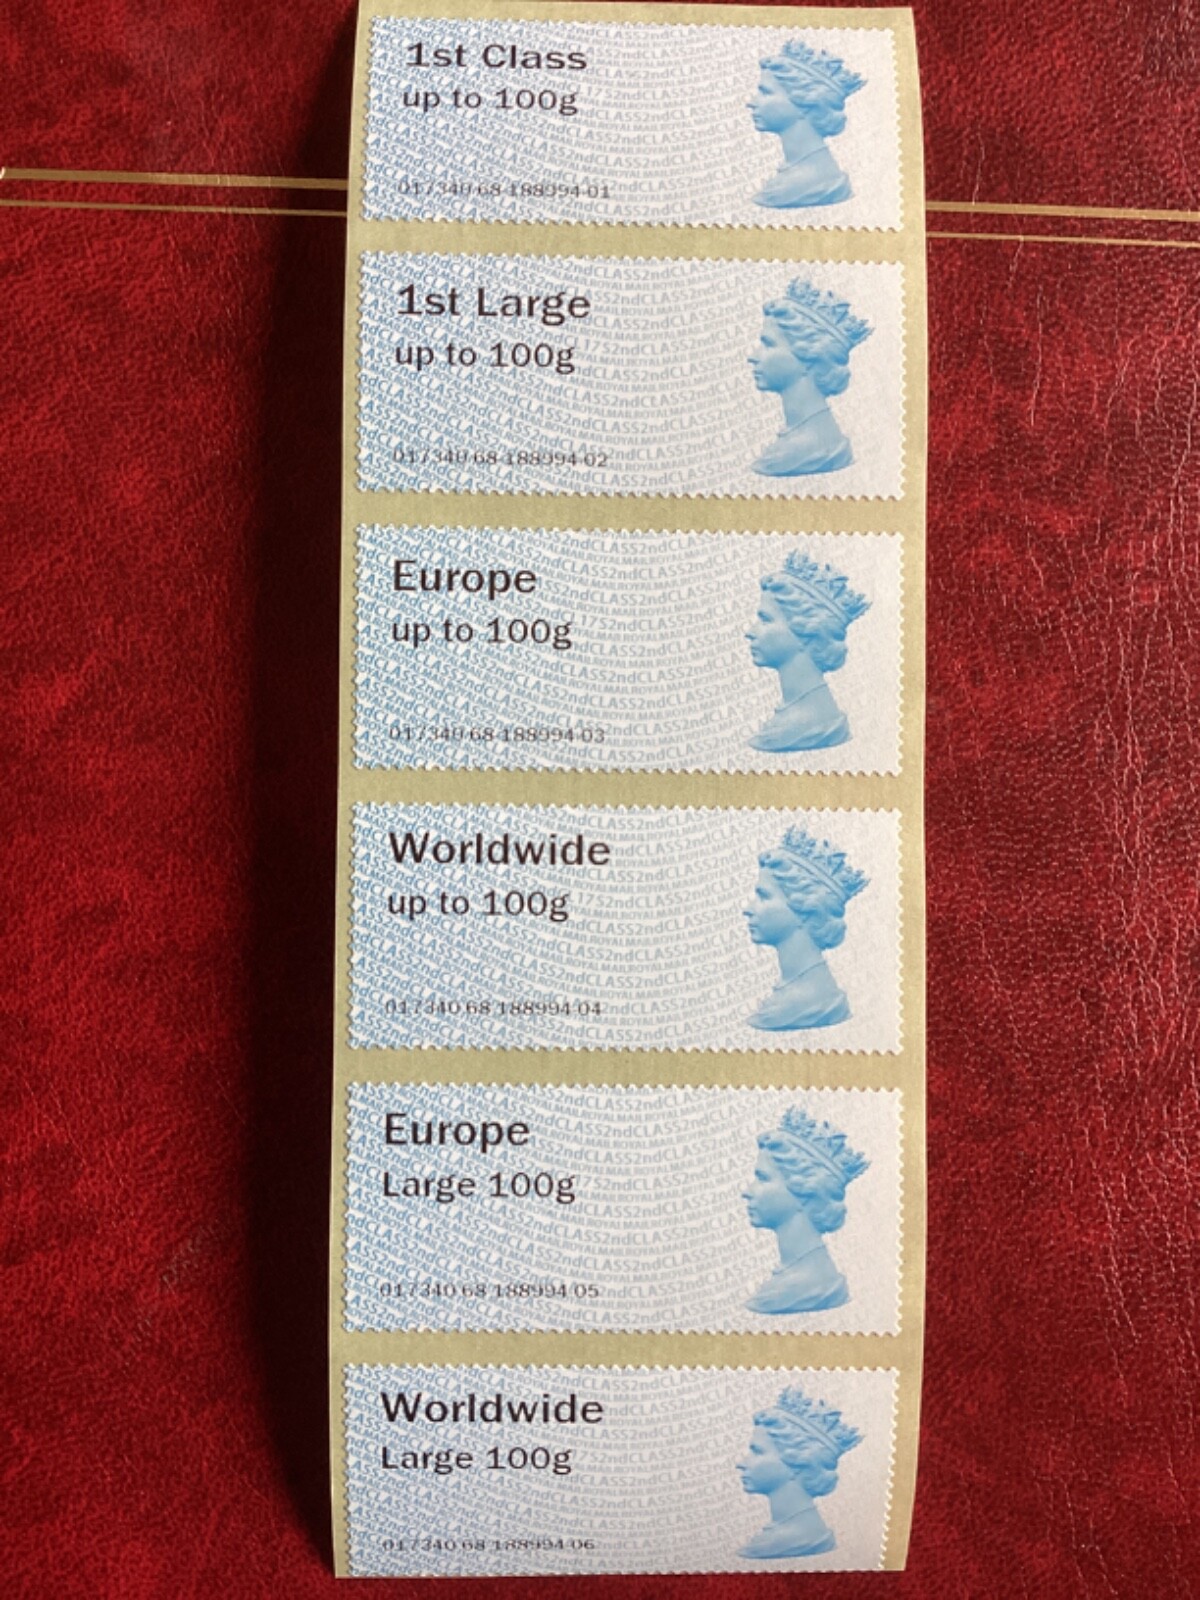 1st Class
up to 100g
017340 68 188994 01
1st Large
up to 100g
017340 68 188994 02
Europe
up to 100g
017340 68 188994 03
Worldwide
up to 100g
017340 68 188994 04
Europe
Large 100g
017340 68 188994 05
Worldwide
Large 100g
017340 68 188994 06